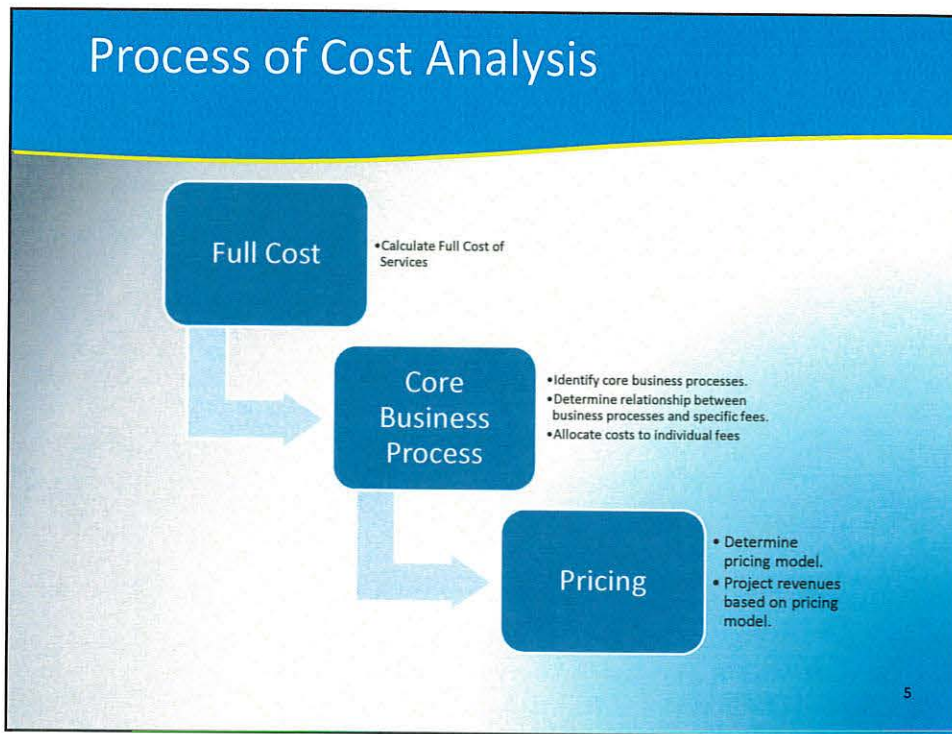 Process of Cost Analysis
Full Cost
•Calculate Full Cost of
Services
Core
Business
Process
•Identify core business processes.
•Determine relationship between
business processes and specific fees.
•Allocate costs to individual fees
Pricing
• Determine
pricing model.
• Project revenues
based on pricing
model.
5